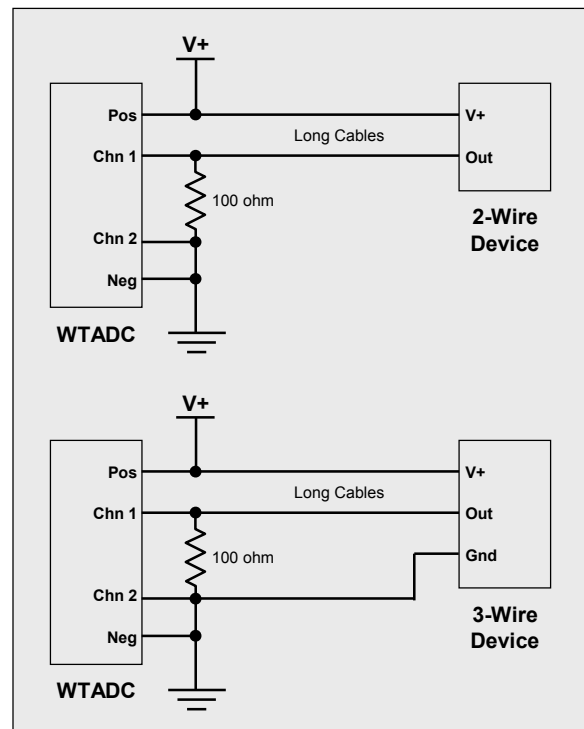 V+
Pos
V+
Long Cables
Chn 1
Out
100 ohm
2-Wire
Device
Chn 2
Neg
WTADC
V+
Pos
V+
Long Cables
Chn 1
Out
100 ohm
Gnd
Chn 2
3-Wire
Device
Neg
WTADC